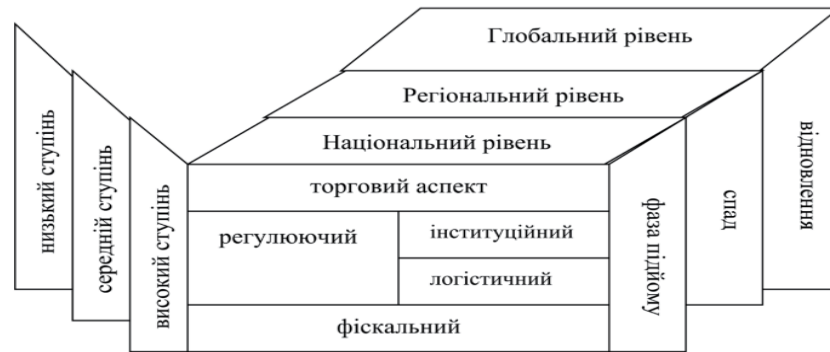 Глобальний рівень
Регіональний рівень
Національний рівень
торговий аспект
регулюючий
інституційний
логістичний
фіскальний
низький ступінь
середній ступінь
високий ступінь
фаза підйому
спад
відновлення